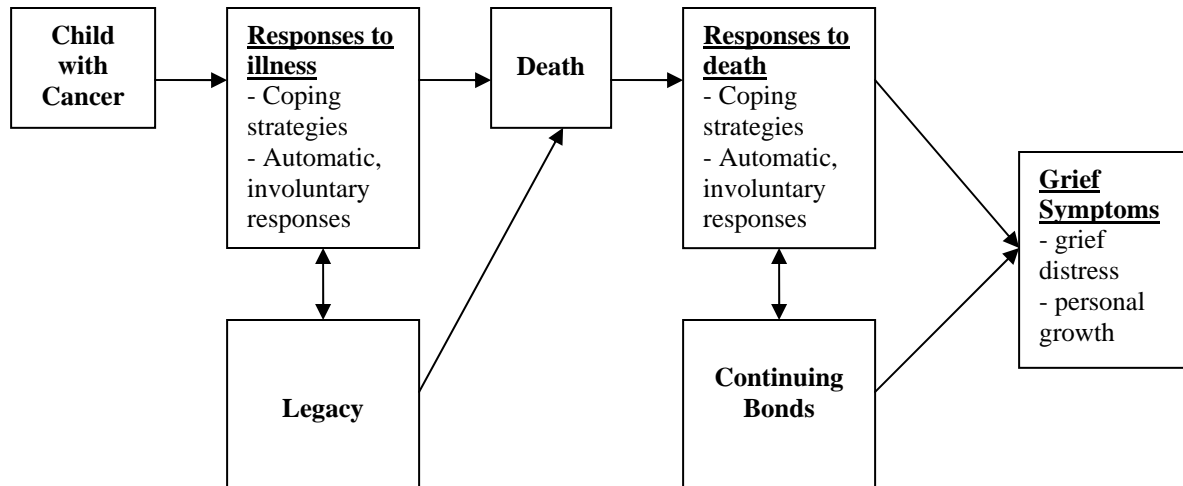 Child
with
Cancer
Responses to
illness
- Coping
strategies
- Automatic,
involuntary
responses
Death
Responses to
death
- Coping
strategies
- Automatic,
involuntary
responses
Grief
Symptoms
- grief
distress
- personal
growth
Legacy
Continuing
Bonds